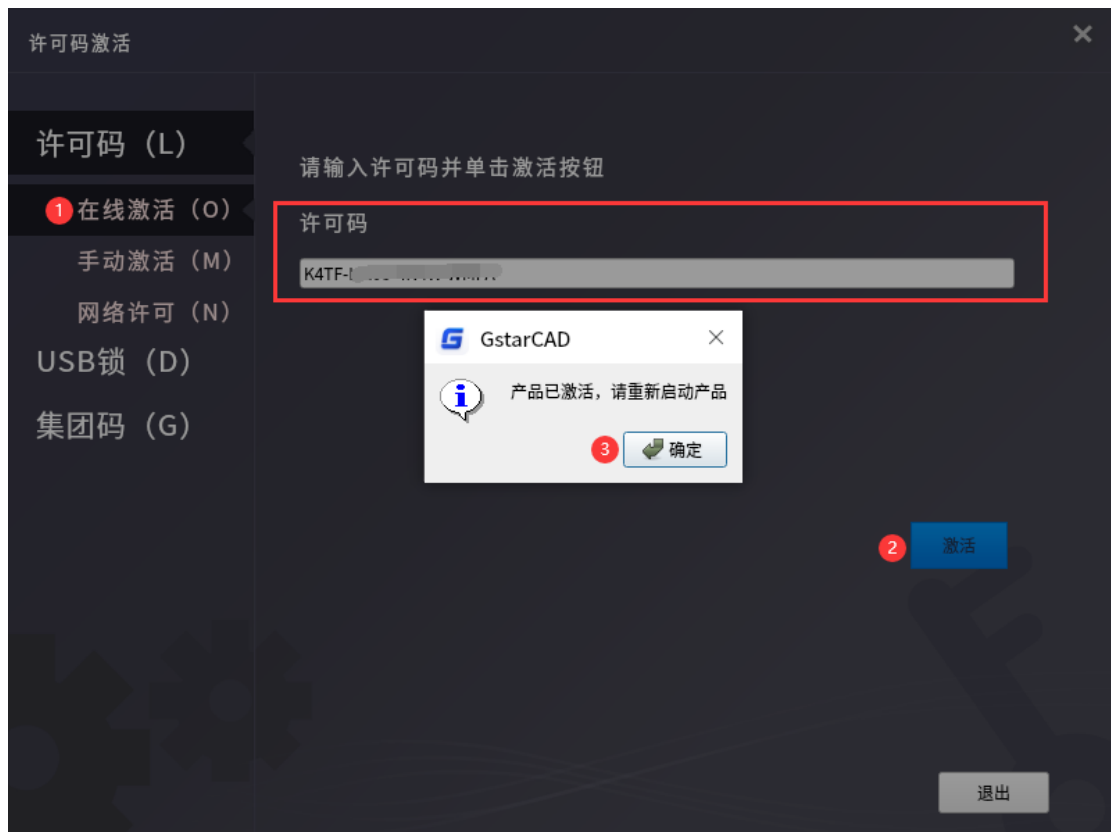 许可码激活
许可码（L）
1 在线激活（O）
手动激活（M）
网络许可（N）
USB锁（D）
集团码（G）
请输入许可码并单击激活按钮
许可码
K4TF-
GstarCAD
产品已激活，请重新启动产品
3 确定
2 激活
退出